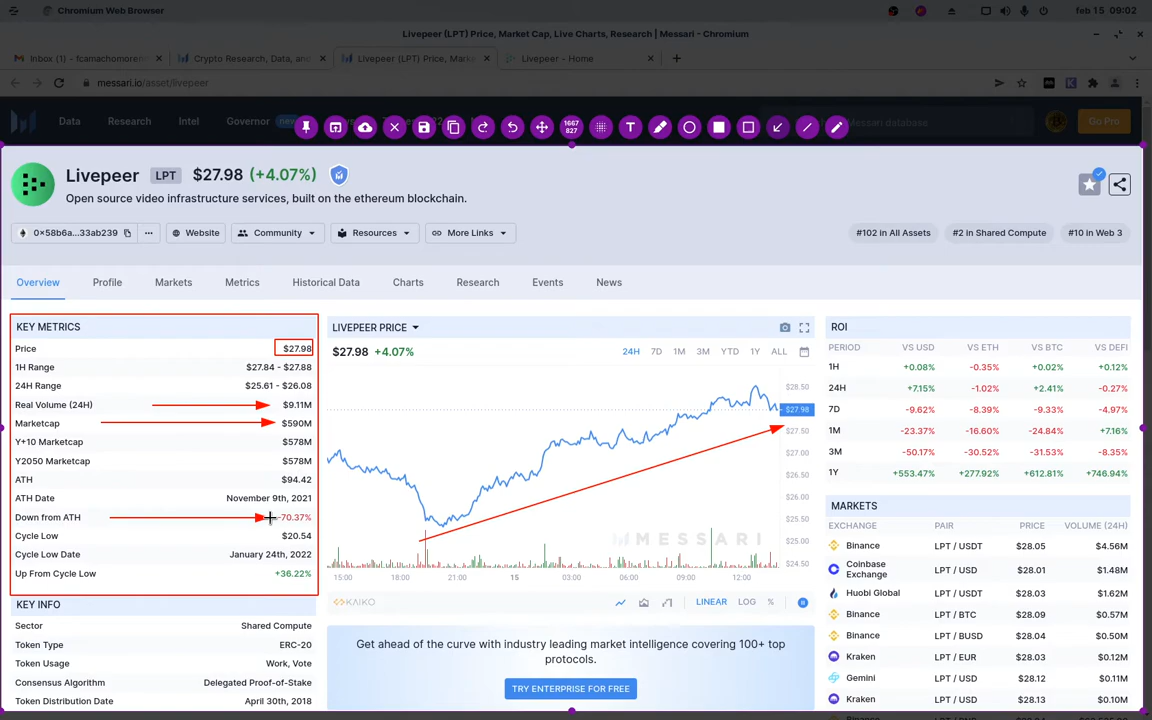 Chromium Web Browser
feb 15 09:02
Livepeer (LPT) Price, Market Cap, Live Charts, Research | Messari - Chromium
Inbox (1) - fcamachomoren
Crypto Research, Data, and
Livepeer (LPT) Price, Marke
Livepeer - Home
messari.io/asset/livepeer
Data Research Intel Governor new
Messari database
Go Pro
1667
827
T
Livepeer LPT $27.98 (+4.07%)
Open source video infrastructure services, built on the ethereum blockchain.
0x58b6a...33ab239 ••• Website Community Resources More Links
#102 in All Assets #2 in Shared Compute #10 in Web 3
Overview Profile Markets Metrics Historical Data Charts Research Events News
KEY METRICS
Price $27.98
1H Range $27.84 - $27.88
24H Range $25.61 - $26.08
Real Volume (24H) $9.11M
Marketcap $590M
Y+10 Marketcap $578M
Y2050 Marketcap $578M
ATH $94.42
ATH Date November 9th, 2021
Down from ATH -70.37%
Cycle Low $20.54
Cycle Low Date January 24th, 2022
Up From Cycle Low +36.22%
KEY INFO
Sector Shared Compute
Token Type ERC-20
Token Usage Work, Vote
Consensus Algorithm Delegated Proof-of-Stake
Token Distribution Date April 30th, 2018
LIVEPEER PRICE
$27.98 +4.07%
24H 7D 1M 3M YTD 1Y ALL
$28.50
$27.98
$27.50
$27.00
$26.50
$26.00
$25.50
$25.00
$24.50
MESSARI
15:00 18:00 21:00 15 03:00 06:00 09:00 12:00
KAIKO
LINEAR LOG %
Get ahead of the curve with industry leading market intelligence covering 100+ top
protocols.
TRY ENTERPRISE FOR FREE
ROI
PERIOD VS USD VS ETH VS BTC VS DEFI
1H +0.08% -0.35% +0.02% +0.12%
24H +7.15% -1.02% +2.41% -0.27%
7D -9.62% -8.39% -9.33% -4.97%
1M -23.37% -16.60% -24.84% +7.16%
3M -50.17% -30.52% -31.53% -8.35%
1Y +553.47% +277.92% +612.81% +746.94%
MARKETS
EXCHANGE PAIR PRICE VOLUME (24H)
Binance LPT / USDT $28.05 $4.56M
Coinbase
Exchange LPT / USD $28.01 $1.48M
Huobi Global LPT / USDT $28.03 $1.62M
Binance LPT / BTC $28.09 $0.57M
Binance LPT / BUSD $28.04 $0.50M
Kraken LPT / EUR $28.03 $0.12M
Gemini LPT / USD $28.12 $0.11M
Kraken LPT / USD $28.13 $0.10M